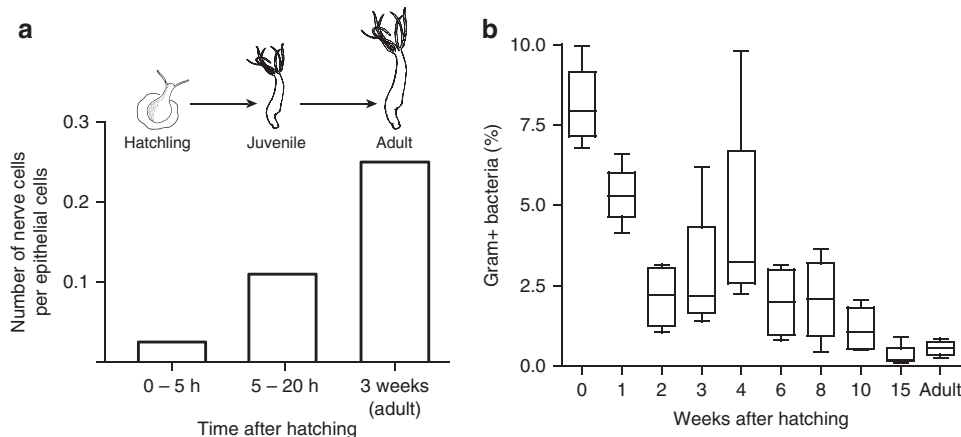 a
Hatchling
Juvenile
Adult
Number of nerve cells
per epithelial cells
0.3
0.2
0.1
0 – 5 h
5 – 20 h
3 weeks
(adult)
Time after hatching
b
Gram+ bacteria (%)
10.0
7.5
5.0
2.5
0.0
0 1 2 3 4 6 8 10 15 Adult
Weeks after hatching